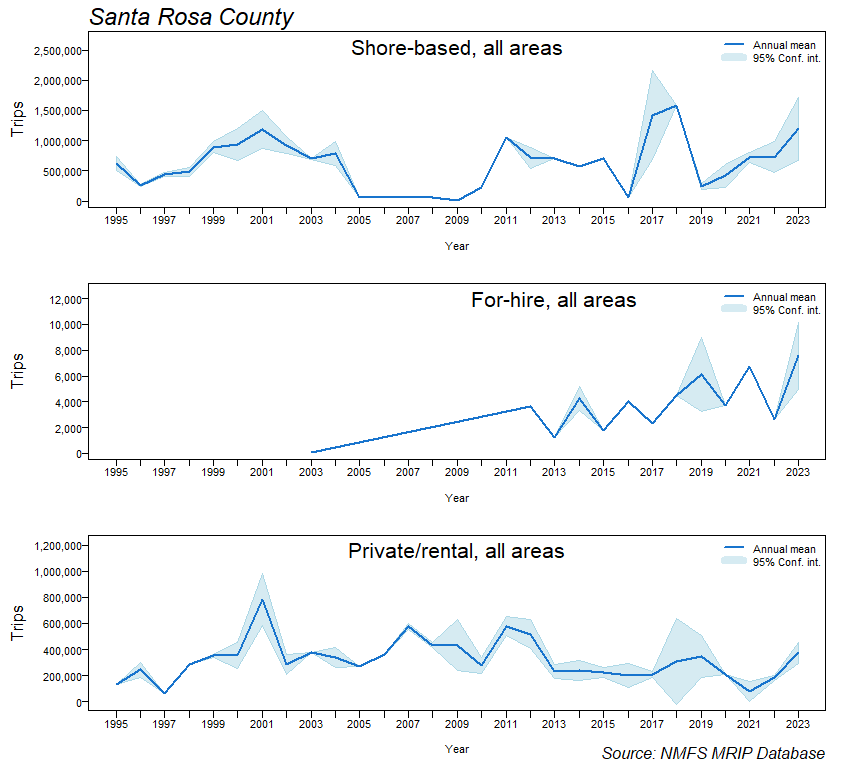 Santa Rosa County
Shore-based, all areas
Annual mean
95% Conf. int.
Trips
2,500,000
2,000,000
1,500,000
1,000,000
500,000
0
1995 1997 1999 2001 2003 2005 2007 2009 2011 2013 2015 2017 2019 2021 2023
Year
For-hire, all areas
Annual mean
95% Conf. int.
Trips
12,000
10,000
8,000
6,000
4,000
2,000
0
1995 1997 1999 2001 2003 2005 2007 2009 2011 2013 2015 2017 2019 2021 2023
Year
Private/rental, all areas
Annual mean
95% Conf. int.
Trips
1,200,000
1,000,000
800,000
600,000
400,000
200,000
0
1995 1997 1999 2001 2003 2005 2007 2009 2011 2013 2015 2017 2019 2021 2023
Year
Source: NMFS MRIP Database